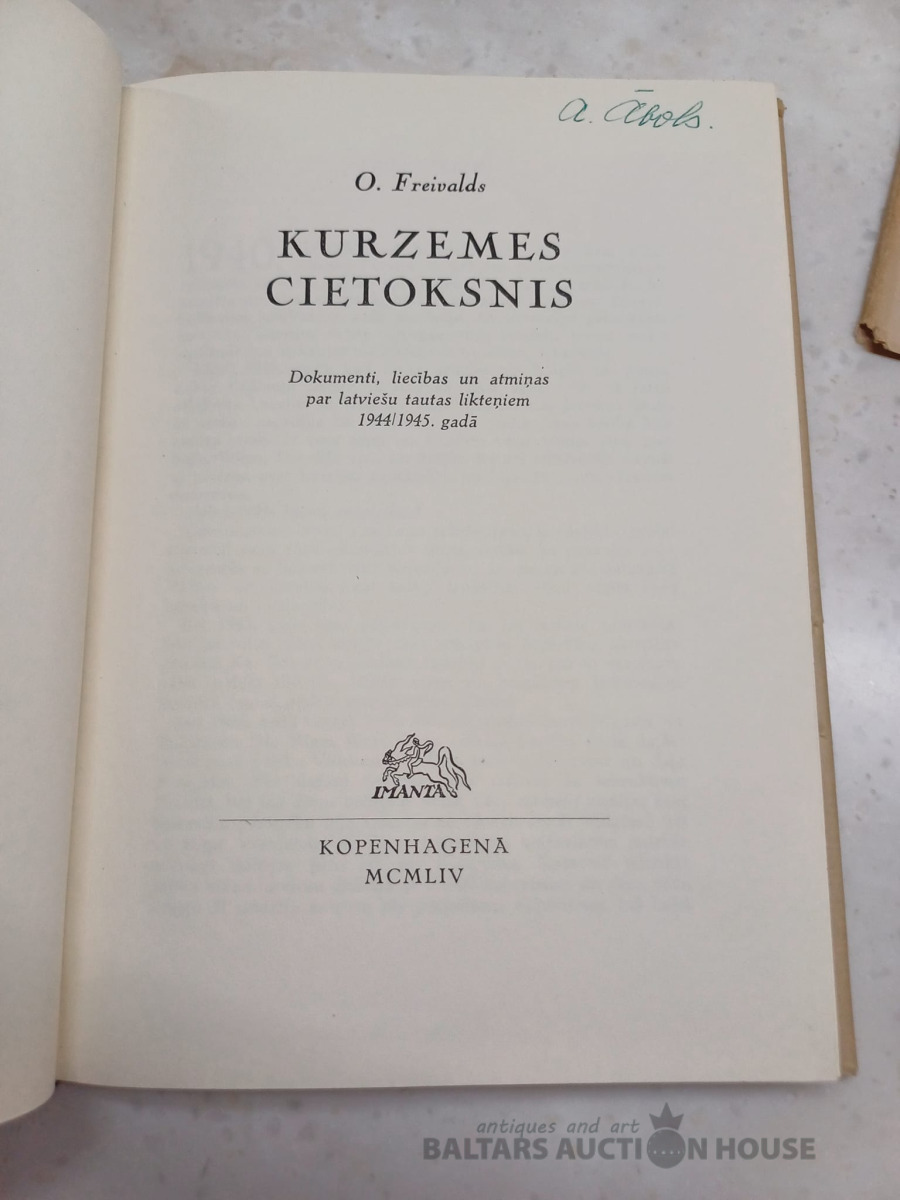 A. Ābols.
O. Freivalds
KURZEMES
CIETOKSNIS
Dokumenti, liecības un atmiņas
par latviešu tautas likteņiem
1944/1945. gadā
IMANTA
KOPENHAGENĀ
MCMLIV
antiques and art
BALTARS AUCTION HOUSE